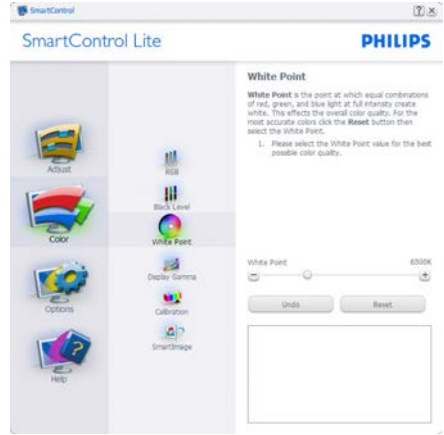 SmartControl
SmartControl Lite
PHILIPS
Adjust
Color
Options
Help
RGB
Black Level
White Point
Display Gamma
Calibration
SmartImage
White Point
White Point is the point at which equal combinations
of red, green, and blue light at full intensity create
white. This effects the overall color quality. For the
most accurate colors click the Reset button then
select the White Point.
1. Please select the White Point value for the best
possible color quality.
White Point 6500K
Undo Reset